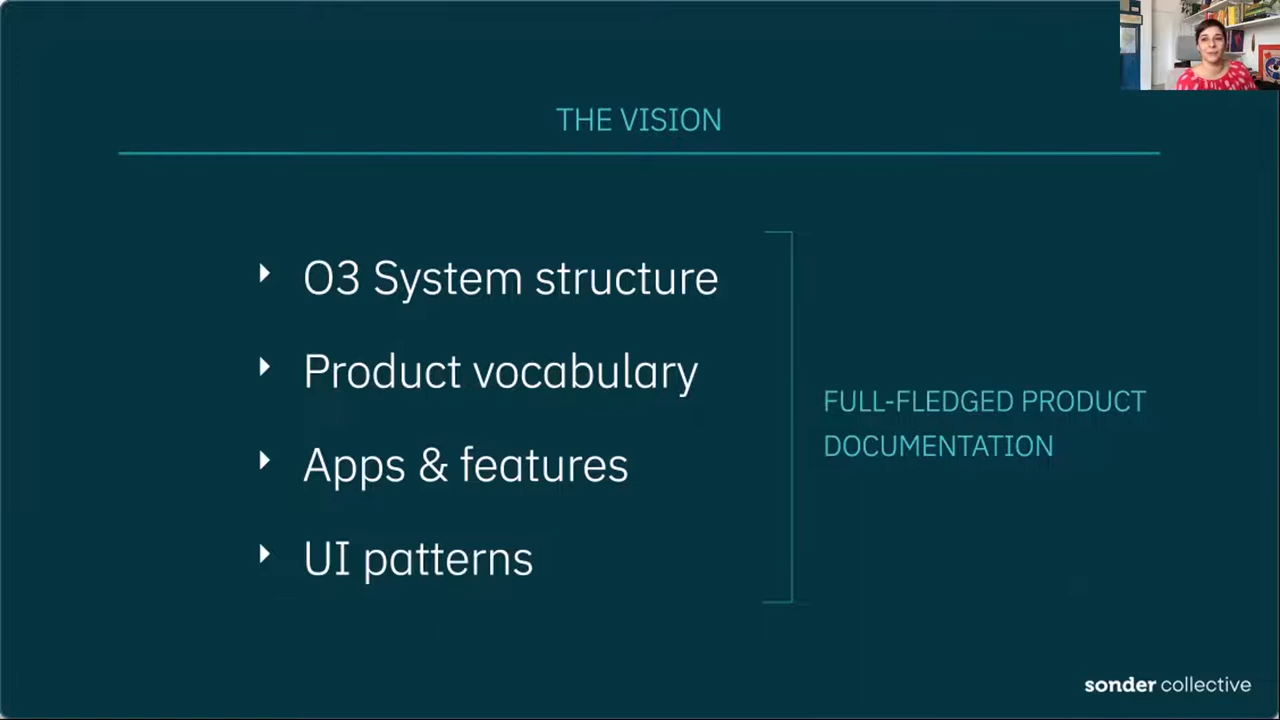 THE VISION
O3 System structure
Product vocabulary
Apps & features
UI patterns
FULL-FLEDGED PRODUCT
DOCUMENTATION
sonder collective